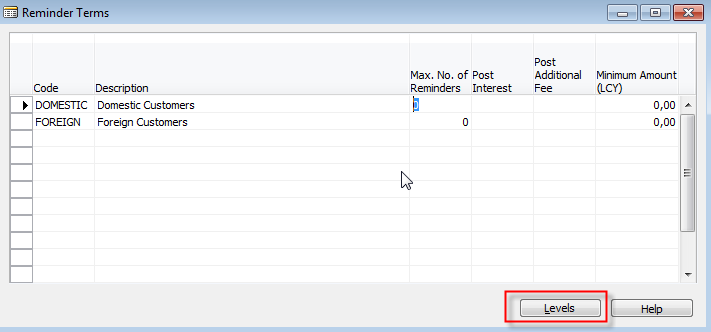 Reminder Terms
Code Description Max. No. of Reminders Post Interest Post Additional Fee Minimum Amount (LCY)
DOMESTIC Domestic Customers 0 0,00
FOREIGN Foreign Customers 0 0,00
Levels Help